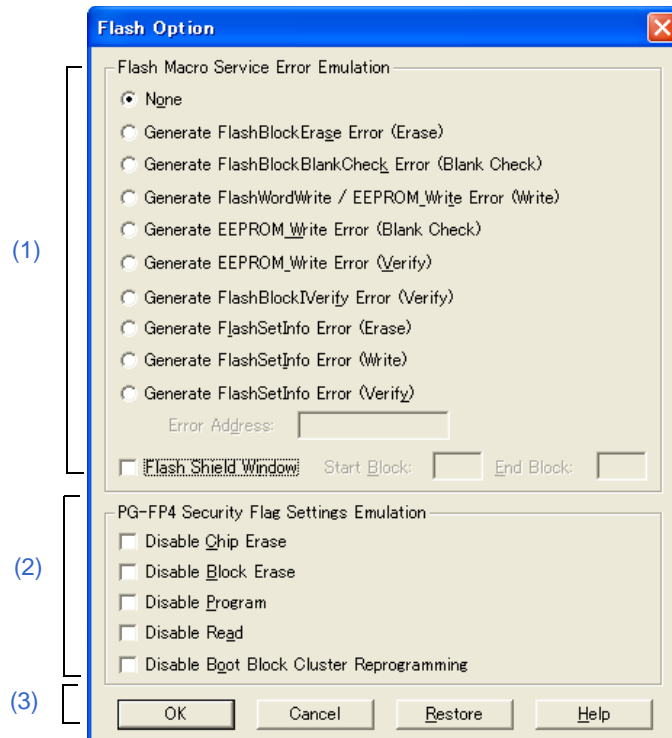 Flash Option
Flash Macro Service Error Emulation
None
Generate FlashBlockErase Error (Erase)
Generate FlashBlockBlankCheck Error (Blank Check)
Generate FlashWordWrite / EEPROM_Write Error (Write)
(1)
Generate EEPROM_Write Error (Blank Check)
Generate EEPROM_Write Error (Verify)
Generate FlashBlockIVerify Error (Verify)
Generate FlashSetInfo Error (Erase)
Generate FlashSetInfo Error (Write)
Generate FlashSetInfo Error (Verify)
Error Address:
Flash Shield Window Start Block: End Block:
PG-FP4 Security Flag Settings Emulation
Disable Chip Erase
(2)
Disable Block Erase
Disable Program
Disable Read
Disable Boot Block Cluster Reprogramming
(3)
OK Cancel Restore Help